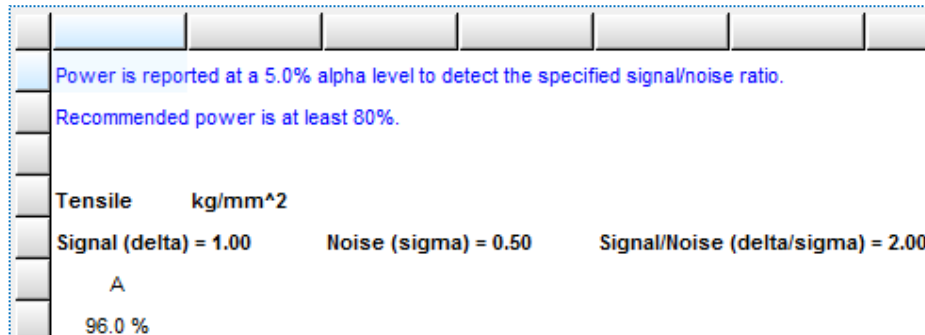 Power is reported at a 5.0% alpha level to detect the specified signal/noise ratio.
Recommended power is at least 80%.
Tensile kg/mm^2
Signal (delta) = 1.00 Noise (sigma) = 0.50 Signal/Noise (delta/sigma) = 2.00
A
96.0 %